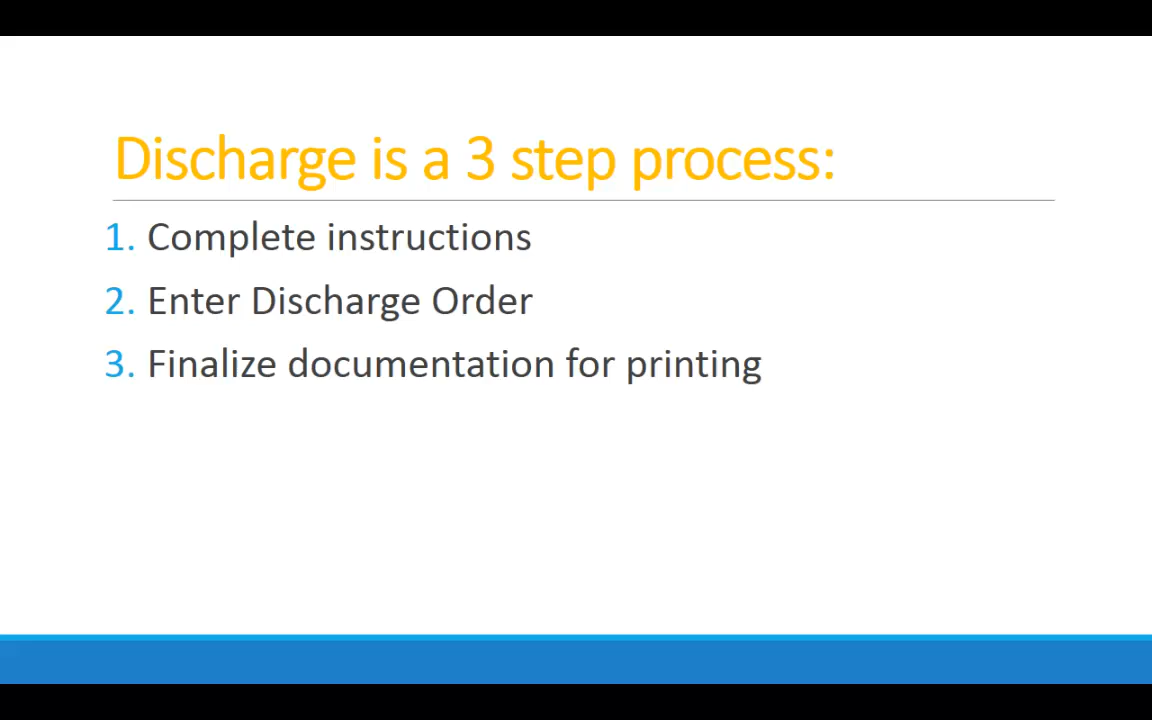 Discharge is a 3 step process:
1. Complete instructions
2. Enter Discharge Order
3. Finalize documentation for printing